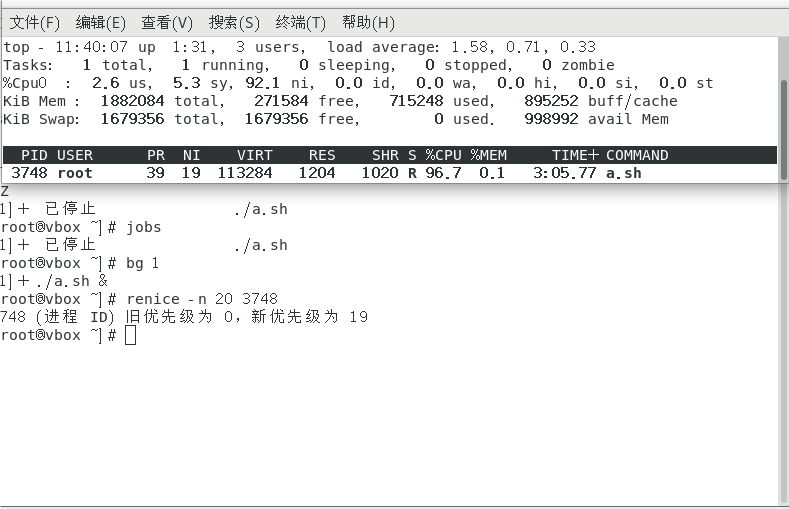 文件(F) 编辑(E) 查看(V) 搜索(S) 终端(T) 帮助(H)
top - 11:40:07 up  1:31,  3 users,  load average: 1.58, 0.71, 0.33
Tasks:   1 total,   1 running,   0 sleeping,   0 stopped,   0 zombie
%Cpu0  :  2.6 us,  5.3 sy, 92.1 ni,  0.0 id,  0.0 wa,  0.0 hi,  0.0 si,  0.0 st
KiB Mem :  1882084 total,   271584 free,   715248 used,   895252 buff/cache
KiB Swap:  1679356 total,  1679356 free,        0 used.   998992 avail Mem
PID USER      PR  NI    VIRT    RES    SHR S %CPU %MEM     TIME+ COMMAND
3748 root      39  19  113284   1204   1020 R 96.7  0.1   3:05.77 a.sh
Z
1]+  已停止               ./a.sh
root@vbox ~]# jobs
1]+  已停止               ./a.sh
root@vbox ~]# bg 1
1]+ ./a.sh &
root@vbox ~]# renice -n 20 3748
748 (进程 ID) 旧优先级为 0，新优先级为 19
root@vbox ~]#